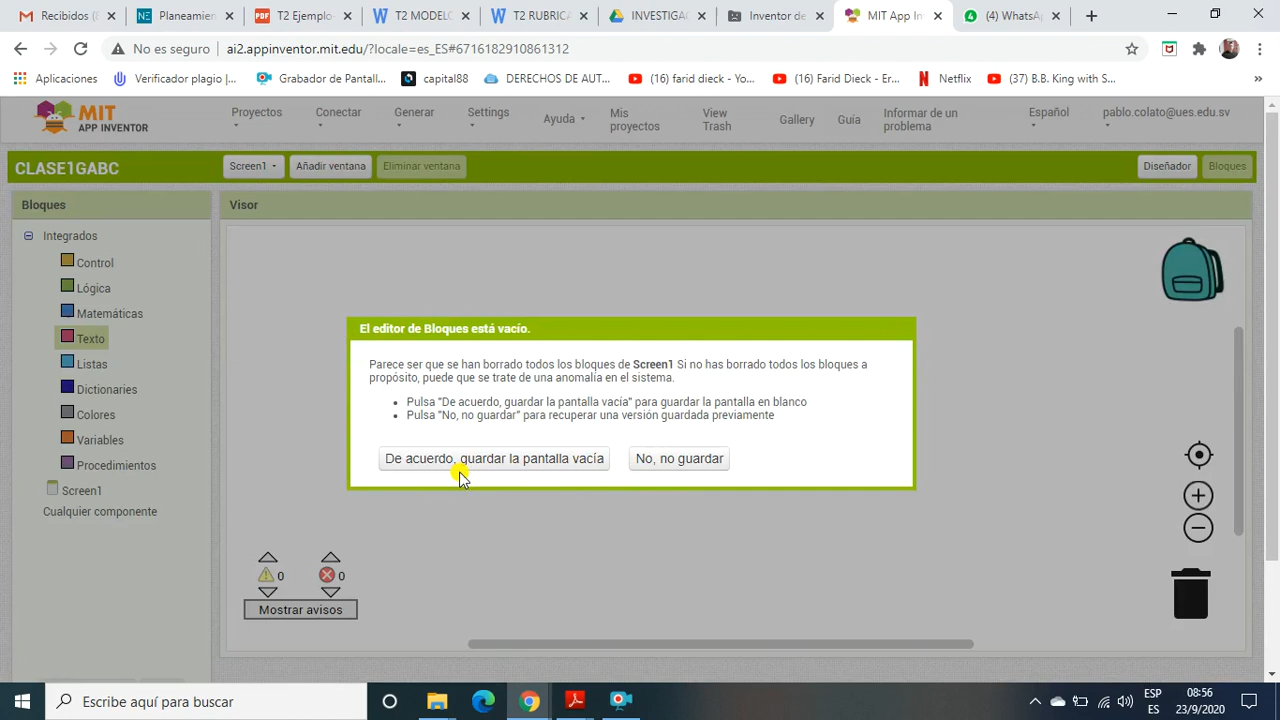 Recibidos (
Planeamien
T2 Ejemplo
T2 MODELO
T2 RUBRICA
INVESTIGA
Inventor de
MIT App In
(4) WhatsAp
No es seguro ai2.appinventor.mit.edu/?locale=es_ES#6716182910861312
Aplicaciones Verificador plagio |... Grabador de Pantall... capital88 DERECHOS DE AUT... (16) farid dieck - Yo... (16) Farid Dieck - Er... Netflix (37) B.B. King with S... »
MIT
APP INVENTOR
Proyectos Conectar Generar Settings Ayuda Mis proyectos View Trash Gallery Guía Informar de un problema Español pablo.colato@ues.edu.sv
CLASE1GABC Screen1 Añadir ventana Eliminar ventana Diseñador Bloques
Bloques Visor
Integrados
Control
Lógica
Matemáticas
Texto
Listas
Dictionaries
Colores
Variables
Procedimientos
Screen1
Cualquier componente
El editor de Bloques está vacío.
Parece ser que se han borrado todos los bloques de Screen1 Si no has borrado todos los bloques a
propósito, puede que se trate de una anomalía en el sistema.
• Pulsa "De acuerdo, guardar la pantalla vacía" para guardar la pantalla en blanco
• Pulsa "No, no guardar" para recuperar una versión guardada previamente
De acuerdo, guardar la pantalla vacía No, no guardar
0 0
Mostrar avisos
Escribe aquí para buscar
ESP
ES
08:56
23/9/2020